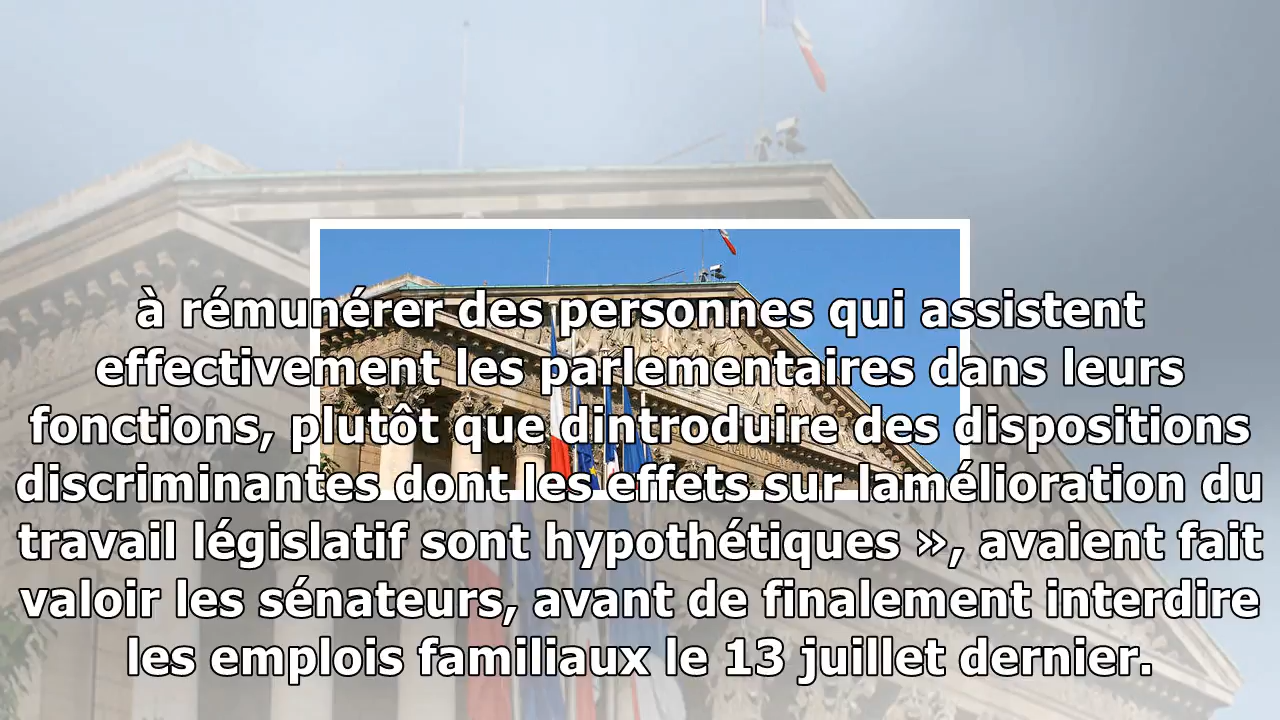 à rémunérer des personnes qui assistent
effectivement les parlementaires dans leurs
fonctions, plutôt que dintroduire des dispositions
discriminantes dont les effets sur lamélioration du
travail législatif sont hypothétiques », avaient fait
valoir les sénateurs, avant de finalement interdire
les emplois familiaux le 13 juillet dernier.